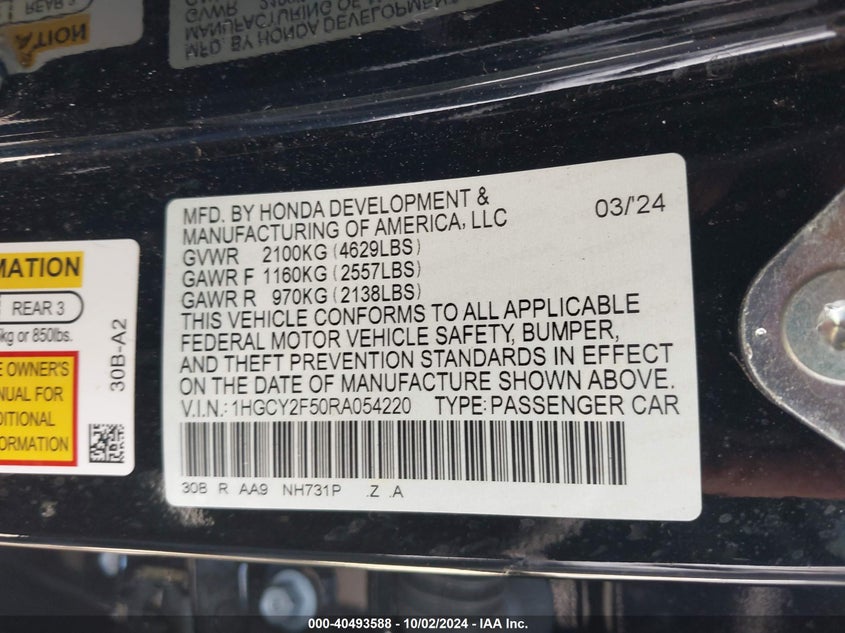 MFD. BY HONDA DEVELOPMENT & 03/'24
MANUFACTURING OF AMERICA, LLC
GVWR 2100KG (4629LBS)
GAWR F 1160KG (2557LBS)
GAWR R 970KG (2138LBS)
THIS VEHICLE CONFORMS TO ALL APPLICABLE
FEDERAL MOTOR VEHICLE SAFETY, BUMPER,
AND THEFT PREVENTION STANDARDS IN EFFECT
ON THE DATE OF MANUFACTURE SHOWN ABOVE.
V.I.N.: 1HGCY2F50RA054220 TYPE: PASSENGER CAR
30B R AA9 NH731P .Z .A
MATION
REAR 3
kg or 850lbs.
OWNER'S
FOR
30B-A2
000-40493588 - 10/02/2024 - IAA Inc.